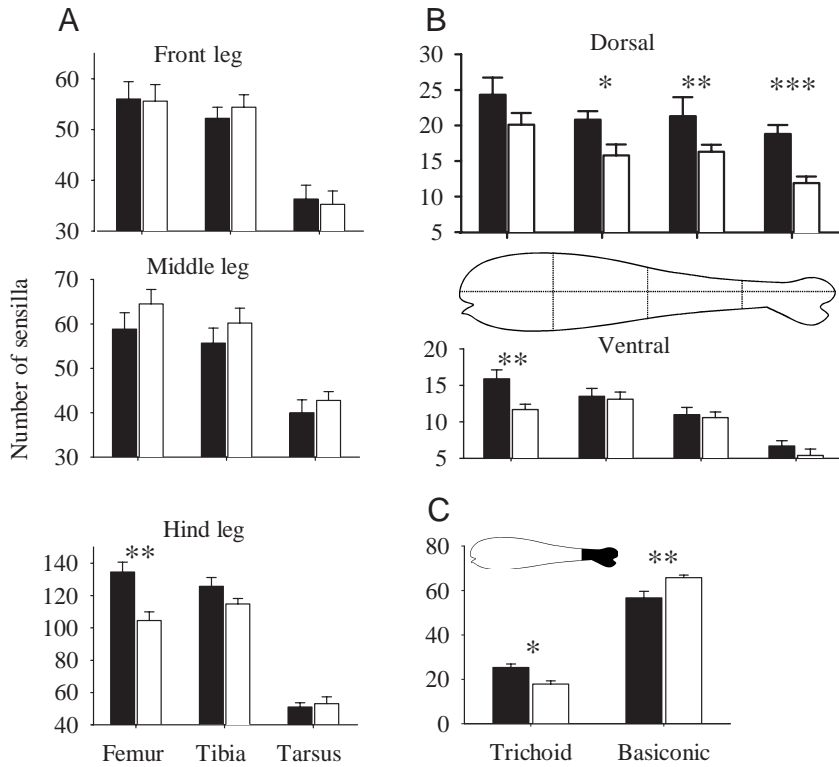 A
Front leg
60
50
40
30
Middle leg
70
60
50
40
30
Number of sensilla
Hind leg
**
140
120
100
80
60
40
Femur Tibia Tarsus
B
Dorsal
* ** ***
25
20
15
10
5
Ventral
**
20
15
10
5
C
80
60
40
20
0
**
*
Trichoid Basiconic